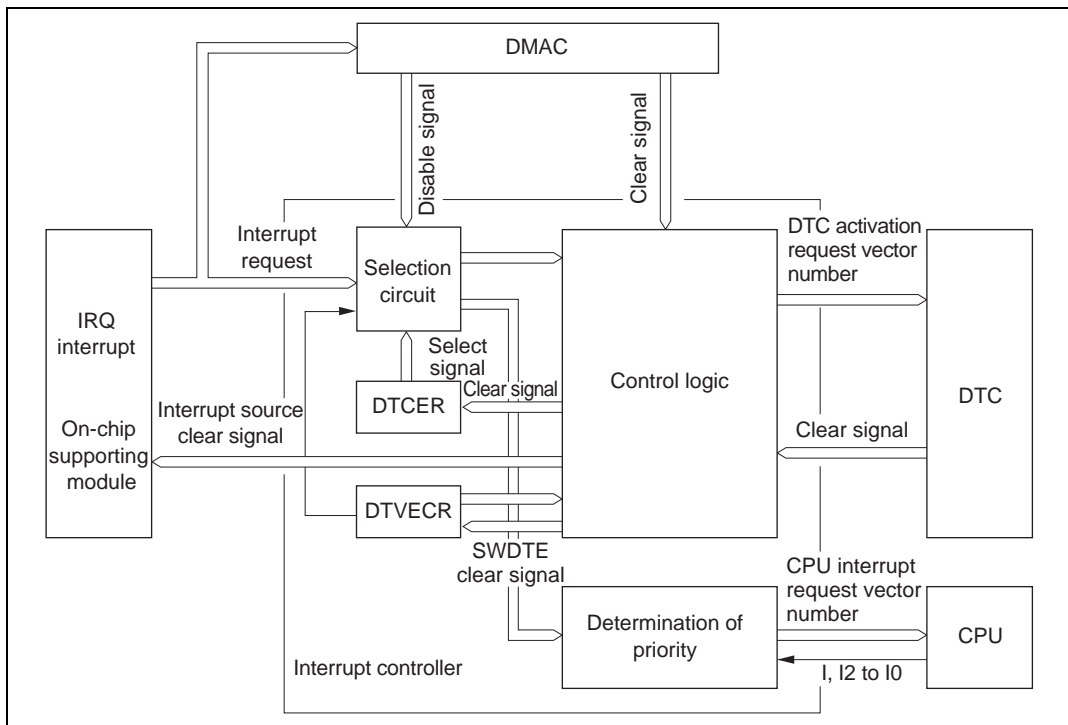 DMAC
Disable signal
Clear signal
Interrupt
request
Selection
circuit
DTC activation
request vector
number
IRQ
interrupt
On-chip
supporting
module
Select
signal
DTCER
Clear signal
Control logic
DTC
Interrupt source
clear signal
Clear signal
DTVECR
SWDTE
clear signal
CPU interrupt
request vector
number
Determination of
priority
CPU
I, I2 to I0
Interrupt controller